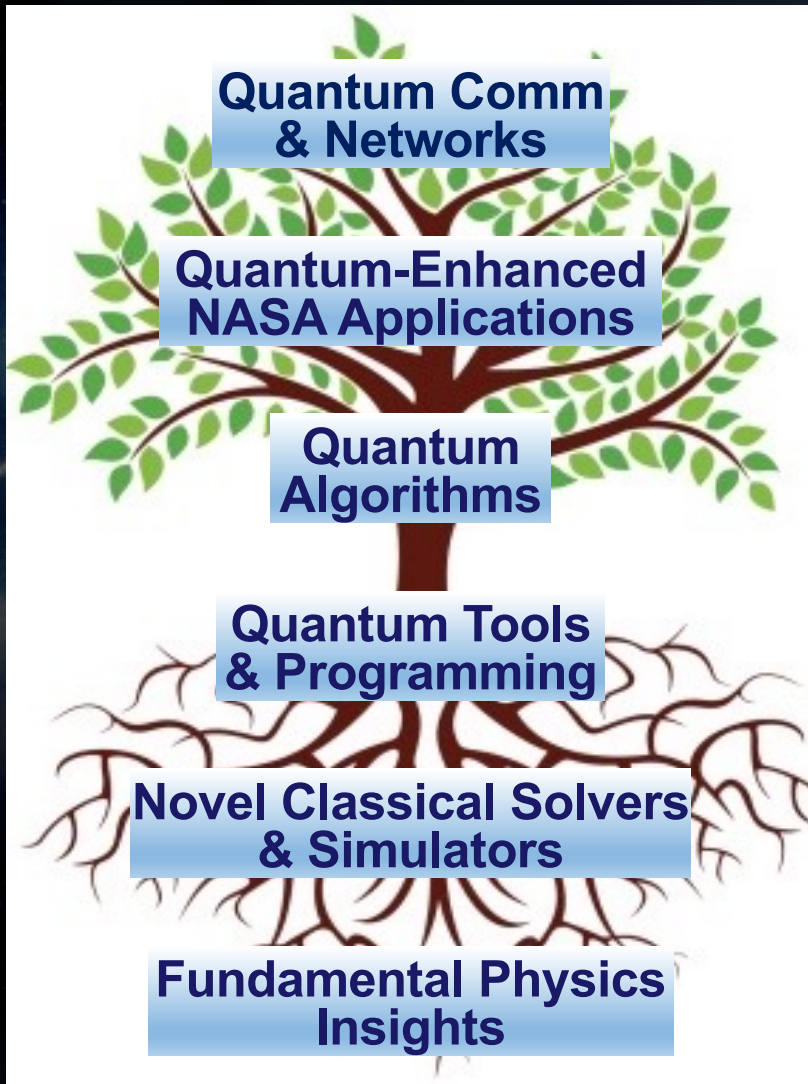 Quantum Comm
& Networks
Quantum-Enhanced
NASA Applications
Quantum
Algorithms
Quantum Tools
& Programming
Novel Classical Solvers
& Simulators
Fundamental Physics
Insights